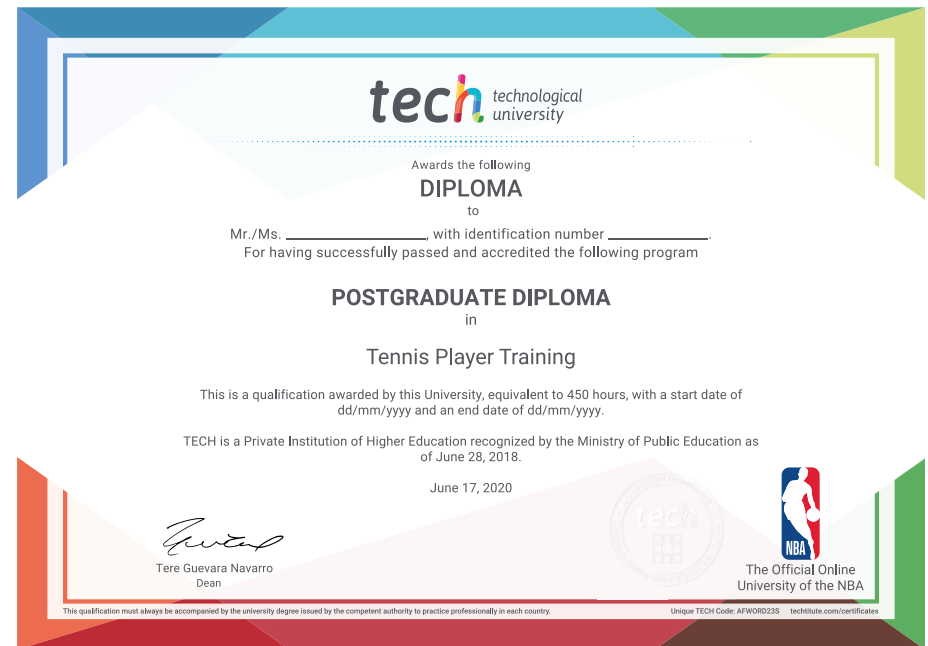 tech technological
university
Awards the following
DIPLOMA
to
Mr./Ms. ____________________, with identification number ______________.
For having successfully passed and accredited the following program
POSTGRADUATE DIPLOMA
in
Tennis Player Training
This is a qualification awarded by this University, equivalent to 450 hours, with a start date of
dd/mm/yyyy and an end date of dd/mm/yyyy.
TECH is a Private Institution of Higher Education recognized by the Ministry of Public Education as
of June 28, 2018.
June 17, 2020
tech
NBA
Tere Guevara Navarro
Dean
The Official Online
University of the NBA
This qualification must always be accompanied by the university degree issued by the competent authority to practice professionally in each country.
Unique TECH Code: AFWORD23S techtitute.com/certificates